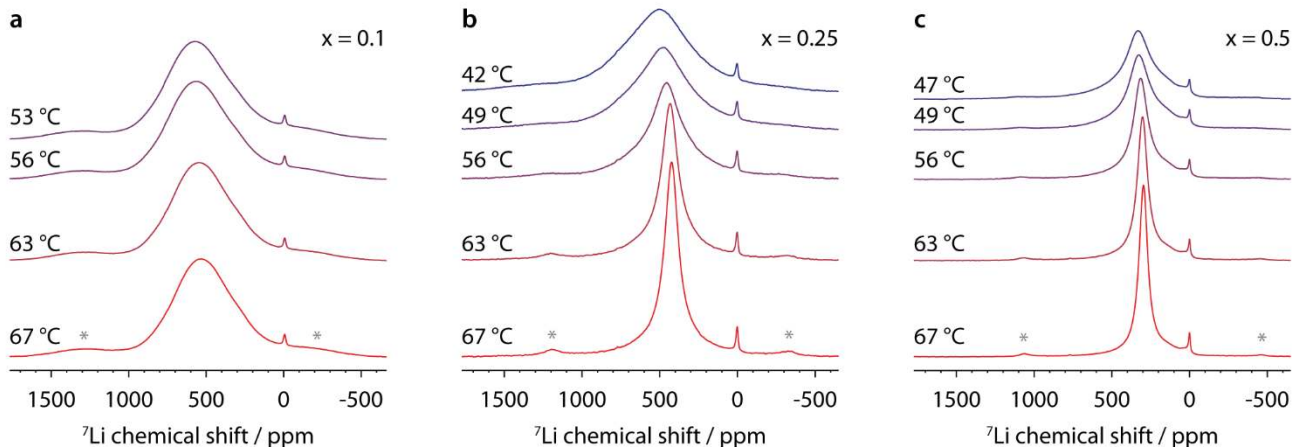 a
x = 0.1
53 °C
56 °C
63 °C
67 °C
* *
1500 1000 500 0 -500
⁷Li chemical shift / ppm
b
x = 0.25
42 °C
49 °C
56 °C
63 °C
67 °C
* *
1500 1000 500 0 -500
⁷Li chemical shift / ppm
c
x = 0.5
47 °C
49 °C
56 °C
63 °C
67 °C
* *
1500 1000 500 0 -500
⁷Li chemical shift / ppm